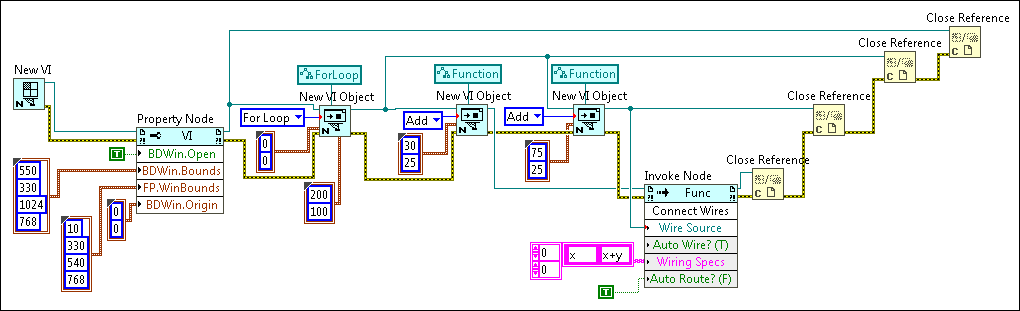 New VI
Property Node
VI
BDWin.Open
BDWin.Bounds
FP.WinBounds
BDWin.Origin
T
550
330
1024
768
10
330
540
768
0
0
ForLoop
New VI Object
N
For Loop
0
0
200
100
Function
New VI Object
N
Add
30
25
Function
New VI Object
N
Add
75
25
Invoke Node
Func
Connect Wires
Wire Source
Auto Wire? (T)
Wiring Specs
Auto Route? (F)
0
0
x
x+y
T
Close Reference
C
Close Reference
C
Close Reference
C
Close Reference
C